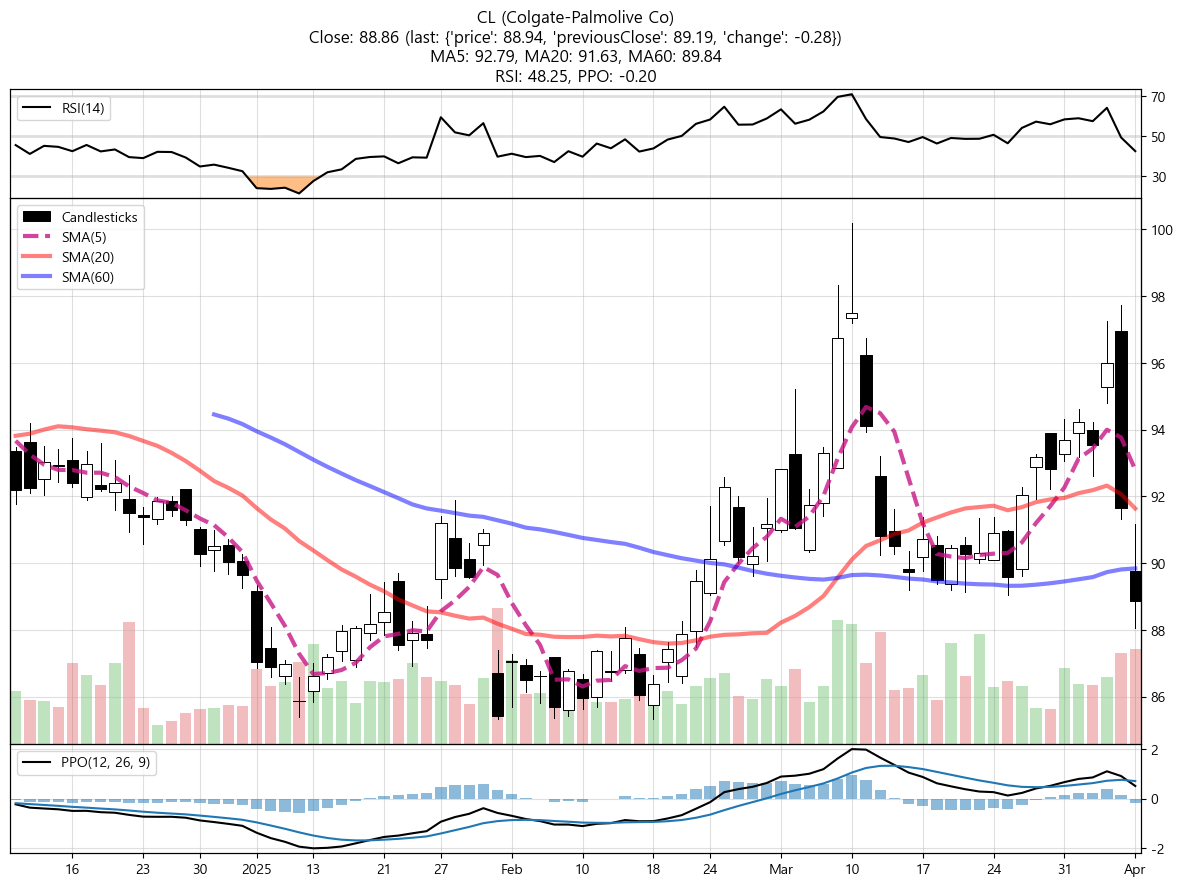 CL (Colgate-Palmolive Co)
Close: 88.86 (last: {'price': 88.94, 'previousClose': 89.19, 'change': -0.28})
MA5: 92.79, MA20: 91.63, MA60: 89.84
RSI: 48.25, PPO: -0.20
RSI(14)
70
50
30
Candlesticks
SMA(5)
SMA(20)
SMA(60)
100
98
96
94
92
90
88
86
PPO(12, 26, 9)
2
0
-2
16 23 30 2025 13 21 27 Feb 10 18 24 Mar 10 17 24 31 Apr